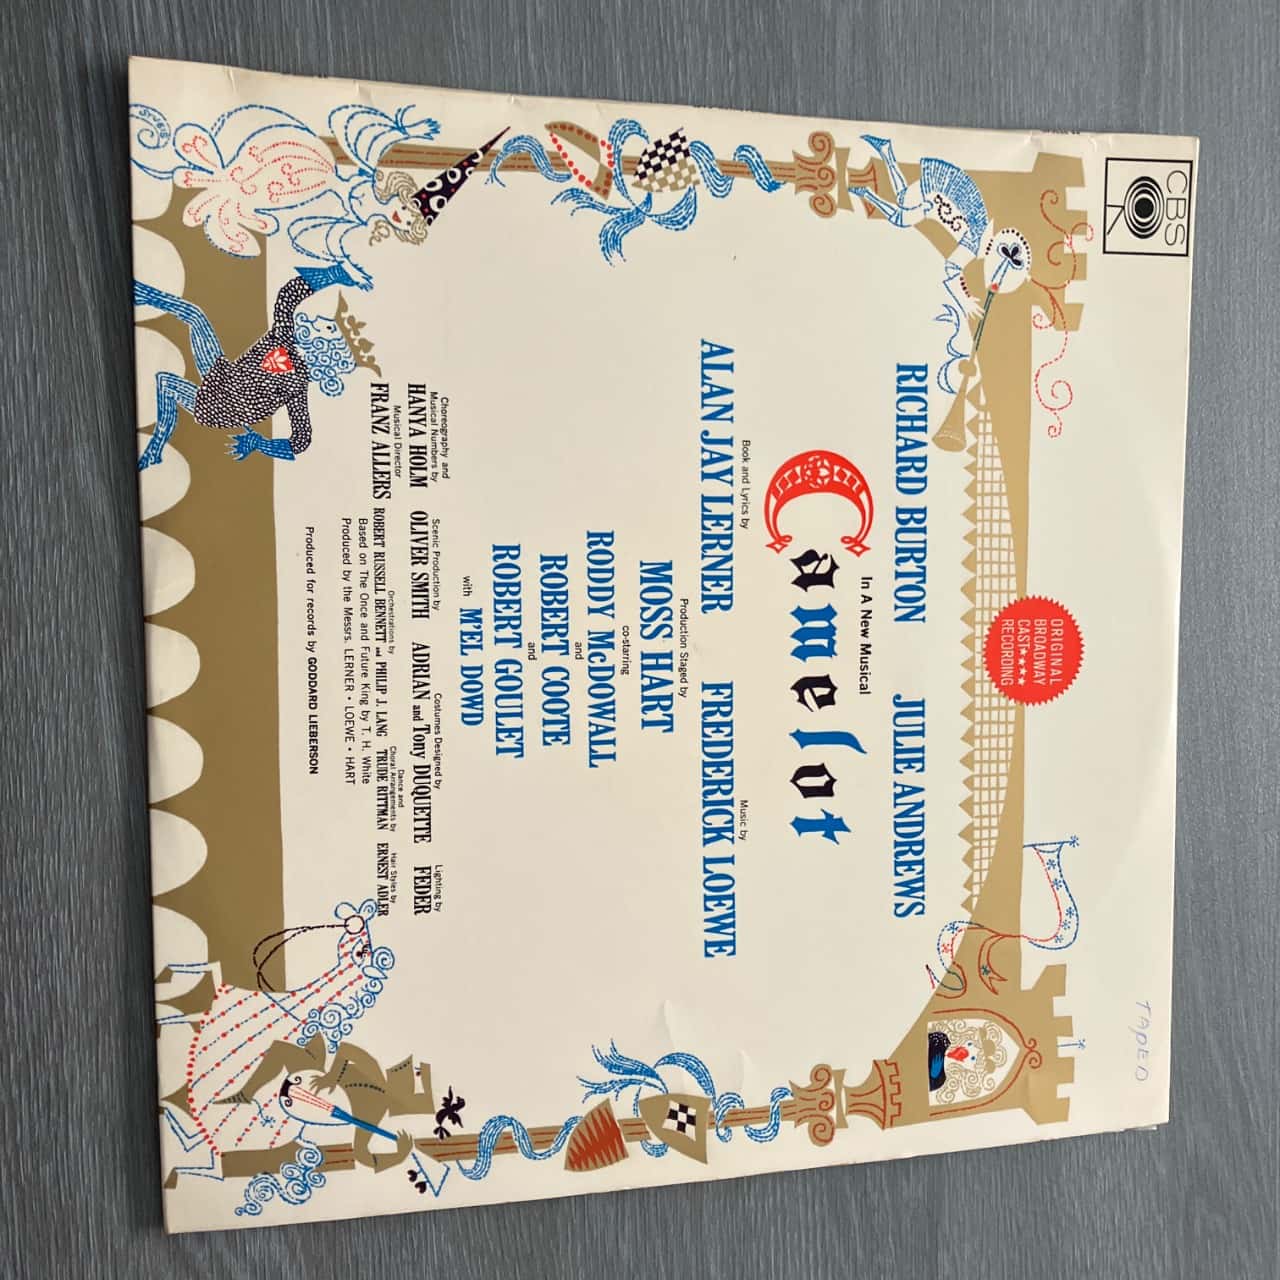 CBS
TAPED
ORIGINAL
BROADWAY
CAST★★★
RECORDING
RICHARD BURTON JULIE ANDREWS
In A New Musical
Camelot
Book and Lyrics by Music by
ALAN JAY LERNER FREDERICK LOEWE
Production Staged by
MOSS HART
co-starring
RODDY McDOWALL
and
ROBERT COOTE
and
ROBERT GOULET
with M'EL DOWD
Choreography and
Musical Numbers by Scenic Production by Costumes Designed by Lighting by
HANYA HOLM OLIVER SMITH ADRIAN and Tony DUQUETTE FEDER
Musical Director Orchestrations by Dance and Choral Arrangements by Hair Styles by
FRANZ ALLERS ROBERT RUSSELL BENNETT and PHILIP J. LANG TRUDE RITTMAN ERNEST ADLER
Based on The Once and Future King by T. H. White
Produced by the Messrs. LERNER • LOEWE • HART
Produced for records by GODDARD LIEBERSON